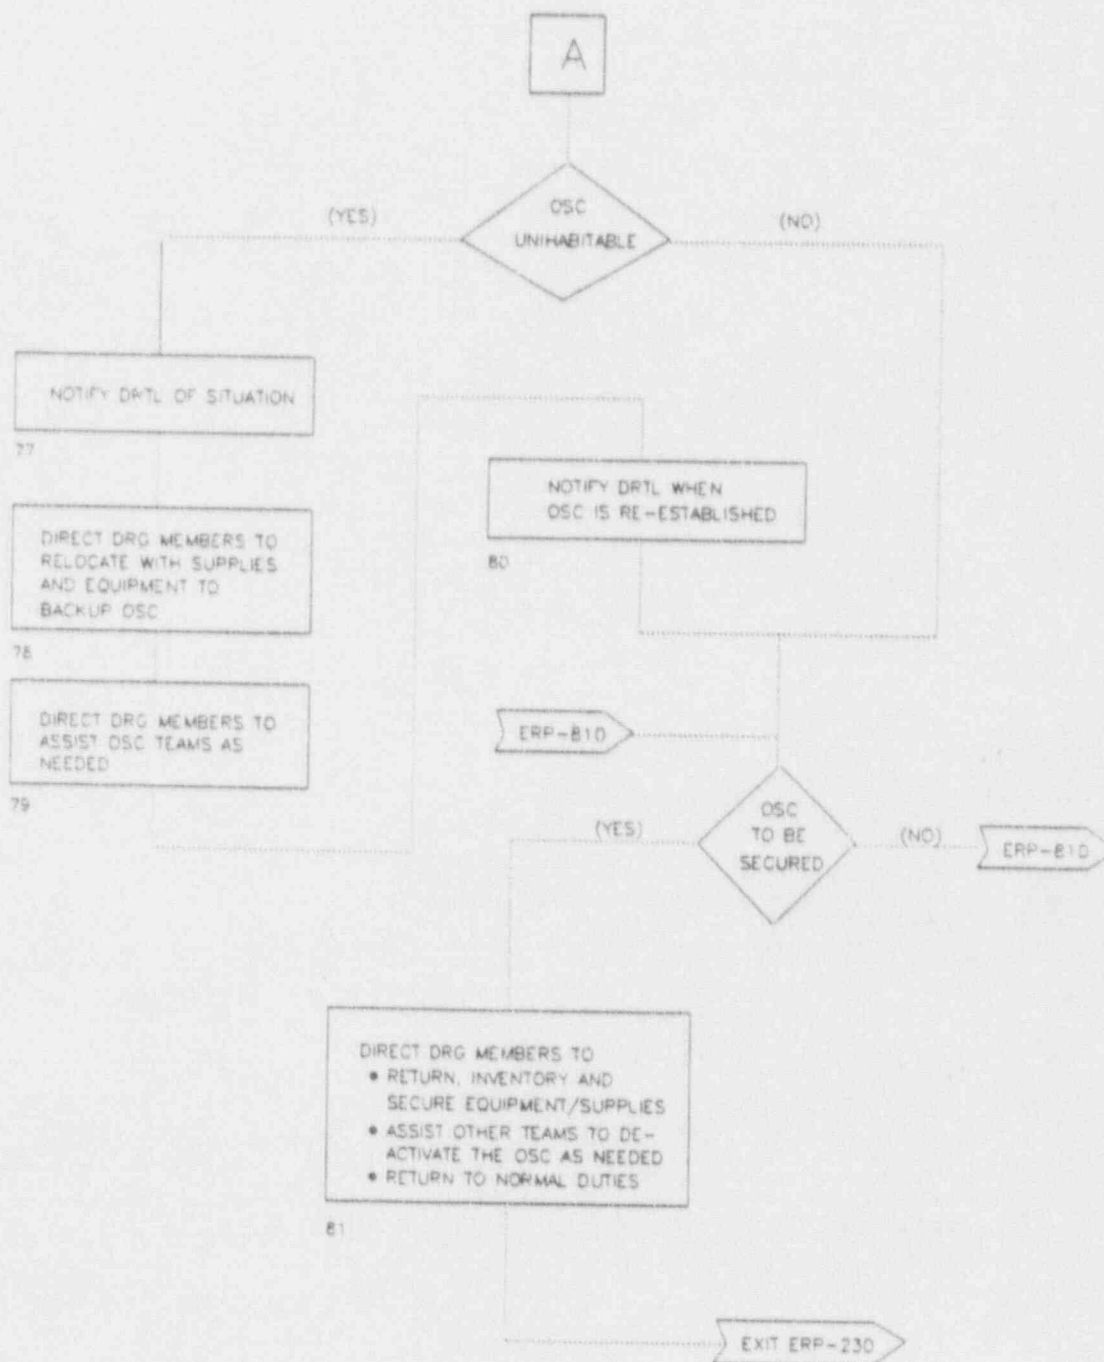 A
OSC
UNIHABITABLE
(YES)
(NO)
NOTIFY DRTL OF SITUATION
77
DIRECT DRG MEMBERS TO
RELOCATE WITH SUPPLIES
AND EQUIPMENT TO
BACKUP OSC
78
DIRECT DRG MEMBERS TO
ASSIST OSC TEAMS AS
NEEDED
79
NOTIFY DRTL WHEN
OSC IS RE-ESTABLISHED
80
ERP-810
OSC
TO BE
SECURED
(YES)
(NO)
ERP-810
DIRECT DRG MEMBERS TO
• RETURN, INVENTORY AND
SECURE EQUIPMENT/SUPPLIES
• ASSIST OTHER TEAMS TO DE-
ACTIVATE THE OSC AS NEEDED
• RETURN TO NORMAL DUTIES
81
EXIT ERP-230